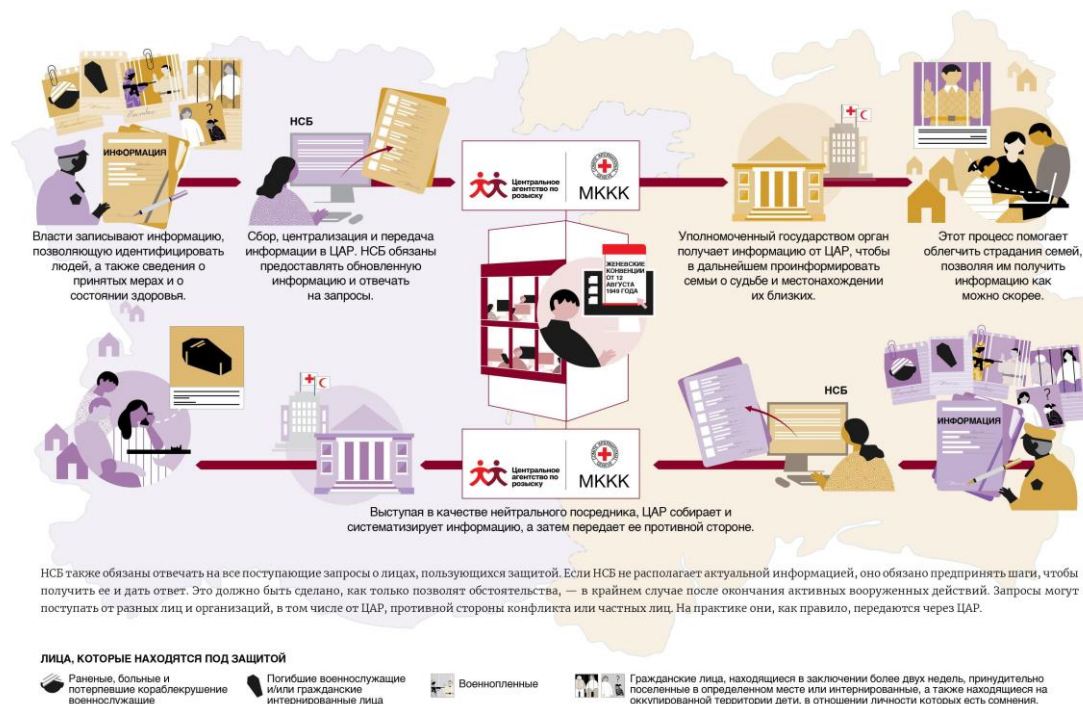 ИНФОРМАЦИЯ
Власти записывают информацию,
позволяющую идентифицировать
людей, а также сведения о
принятых мерах и о
состоянии здоровья.
НСБ
Сбор, централизация и передача
информации в ЦАР. НСБ обязаны
предоставлять обновленную
информацию и отвечать
на запросы.
Центральное
агентство по
розыску
МККК
ЖЕНЕВСКИЕ
КОНВЕНЦИИ
ОТ 12
АВГУСТА
1949 ГОДА
Уполномоченный государством орган
получает информацию от ЦАР, чтобы
в дальнейшем проинформировать
семьи о судьбе и местонахождении
их близких.
Этот процесс помогает
облегчить страдания семей,
позволяя им получить
информацию как
можно скорее.
НСБ
ИНФОРМАЦИЯ
Центральное
агентство по
розыску
МККК
Выступая в качестве нейтрального посредника, ЦАР собирает и
систематизирует информацию, а затем передает ее противной стороне.
НСБ также обязаны отвечать на все поступающие запросы о лицах, пользующихся защитой. Если НСБ не располагает актуальной информацией, оно обязано предпринять шаги, чтобы
получить ее и дать ответ. Это должно быть сделано, как только позволят обстоятельства, — в крайнем случае после окончания активных вооруженных действий. Запросы могут
поступать от разных лиц и организаций, в том числе от ЦАР, противной стороны конфликта или частных лиц. На практике они, как правило, передаются через ЦАР.
ЛИЦА, КОТОРЫЕ НАХОДЯТСЯ ПОД ЗАЩИТОЙ
Раненые, больные и
потерпевшие кораблекрушение
военнослужащие
Погибшие военнослужащие
и/или гражданские
интернированные лица
Военнопленные
Гражданские лица, находящиеся в заключении более двух недель, принудительно
поселенные в определенном месте или интернированные, а также находящиеся на
оккупированной территории дети, в отношении личности которых есть сомнения.